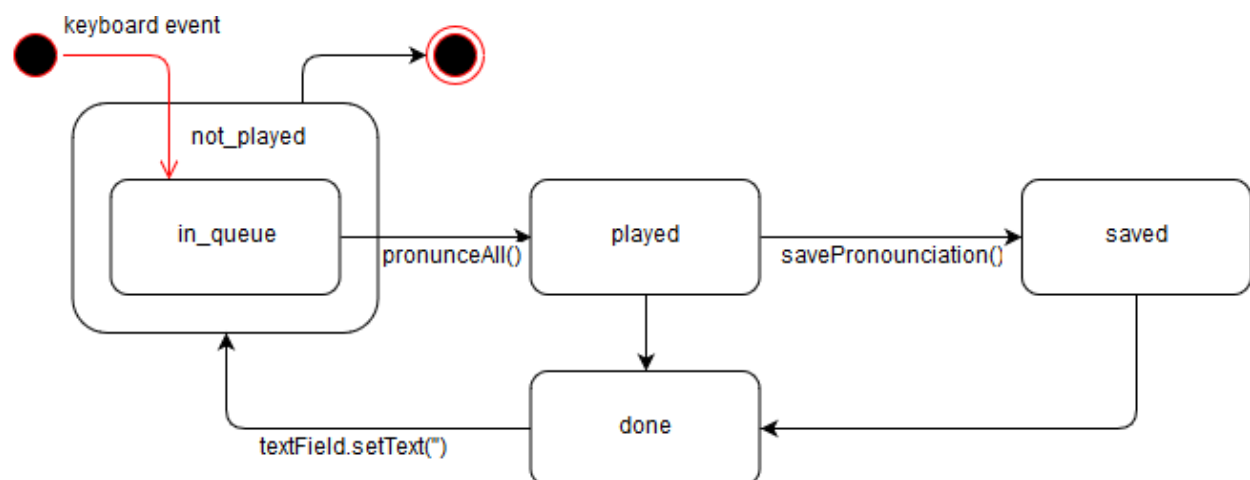 keyboard event
not_played
in_queue
pronunceAll()
played
savePronounciation()
saved
textField.setText('')
done